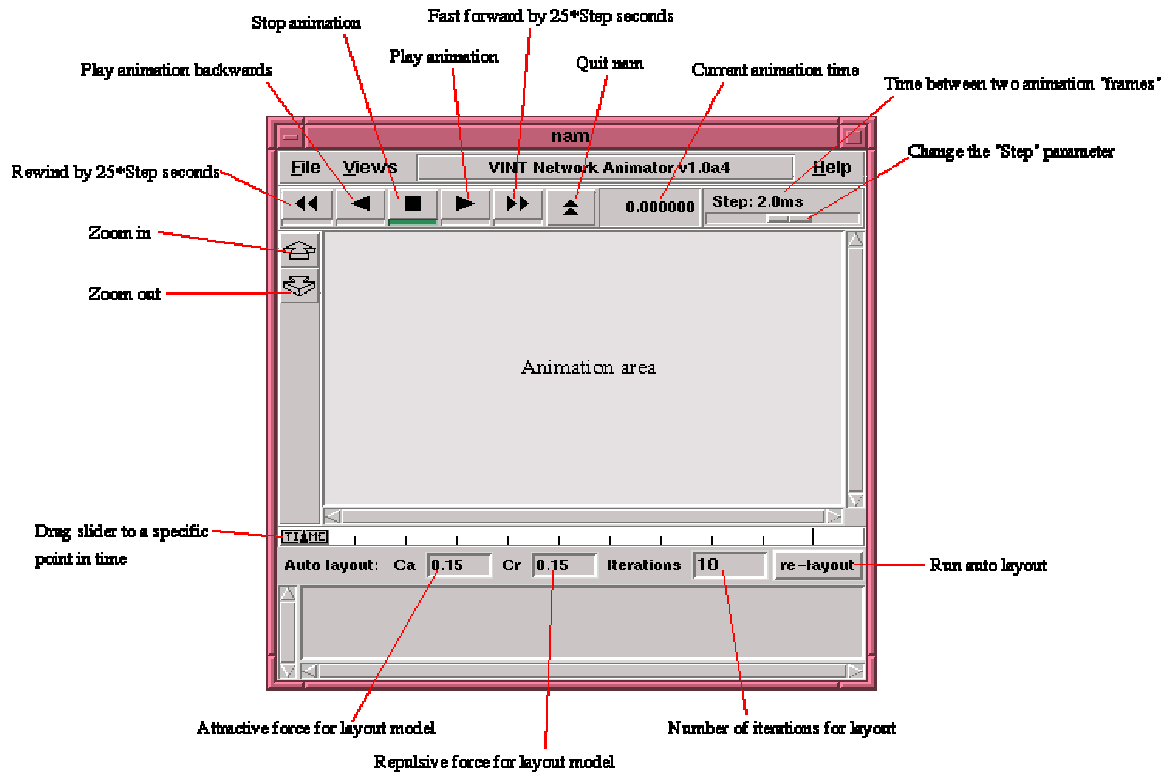 Fast forward by 25*Step seconds
Stop animation
Play animation
Quit nam
Play animation backwards
Current animation time
Time between two animation "frames"
nam
Change the "Step" parameter
File Views VINT Network Animator v1.0a4 Help
Rewind by 25*Step seconds
0.000000
Step: 2.0ms
Zoom in
Zoom out
Animation area
Drag slider to a specific
point in time
TIME
Auto layout: Ca 0.15 Cr 0.15 Iterations 10 re-layout
Run auto layout
Attractive force for layout model
Number of iterations for layout
Repulsive force for layout model